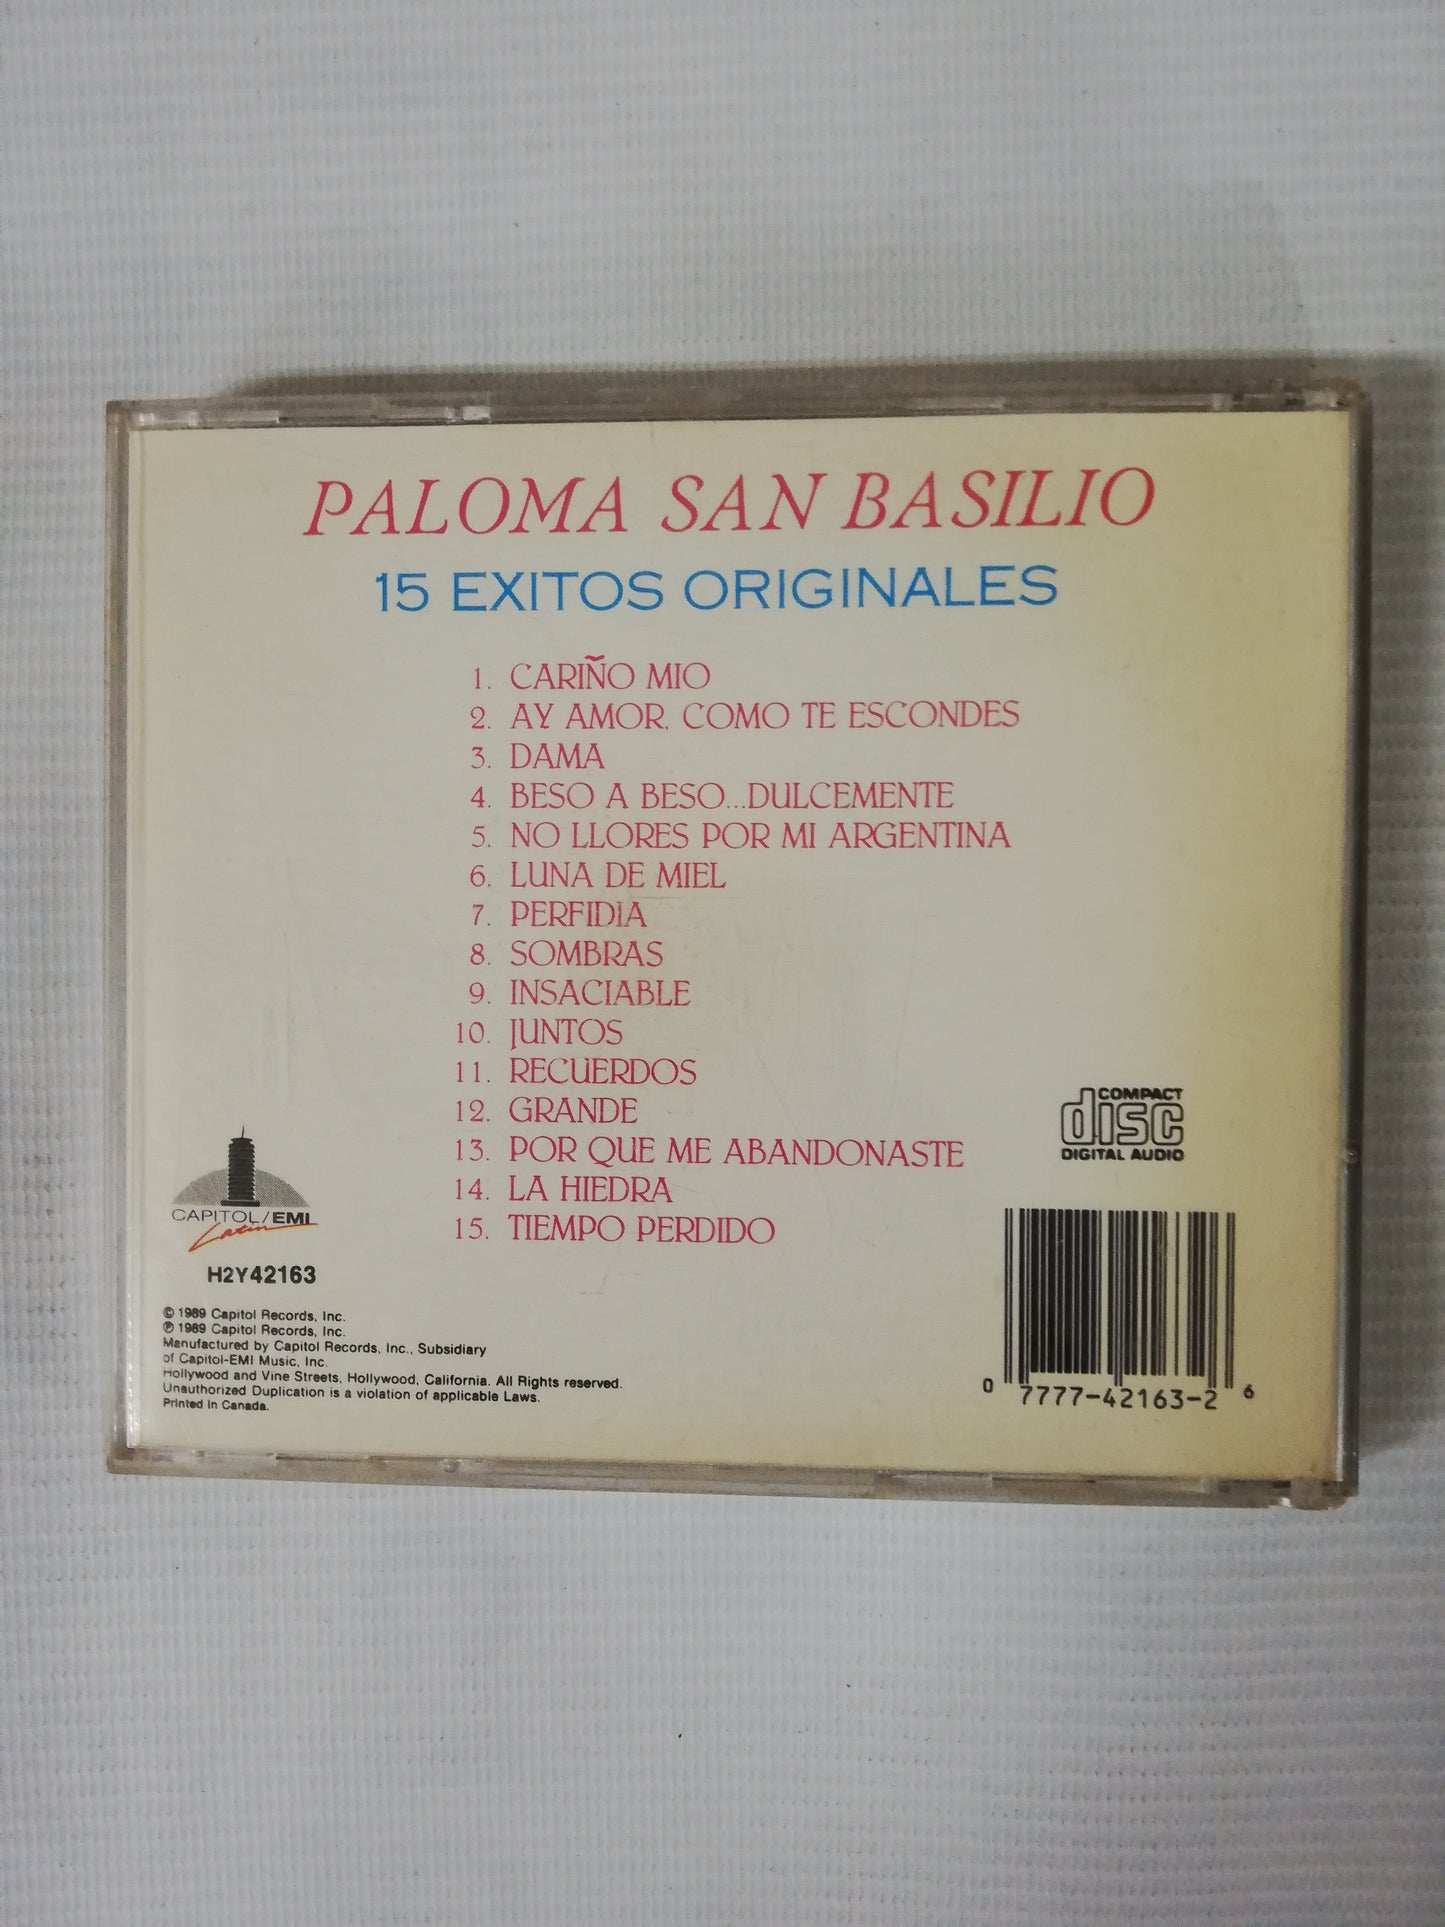 PALOMA SAN BASILIO
15 EXITOS ORIGINALES
1. CARIÑO MIO
2. AY AMOR, COMO TE ESCONDES
3. DAMA
4. BESO A BESO...DULCEMENTE
5. NO LLORES POR MI ARGENTINA
6. LUNA DE MIEL
7. PERFIDIA
8. SOMBRAS
9. INSACIABLE
10. JUNTOS
11. RECUERDOS
12. GRANDE
13. POR QUE ME ABANDONASTE
14. LA HIEDRA
15. TIEMPO PERDIDO
COMPACT
disc
DIGITAL AUDIO
CAPITOL/EMI
Latin
H2Y42163
© 1989 Capitol Records, Inc.
℗ 1989 Capitol Records, Inc.
Manufactured by Capitol Records, Inc., Subsidiary
of Capitol-EMI Music, Inc.
Hollywood and Vine Streets, Hollywood, California. All Rights reserved.
Unauthorized Duplication is a violation of applicable Laws.
Printed in Canada.
0 7777-42163-2 6